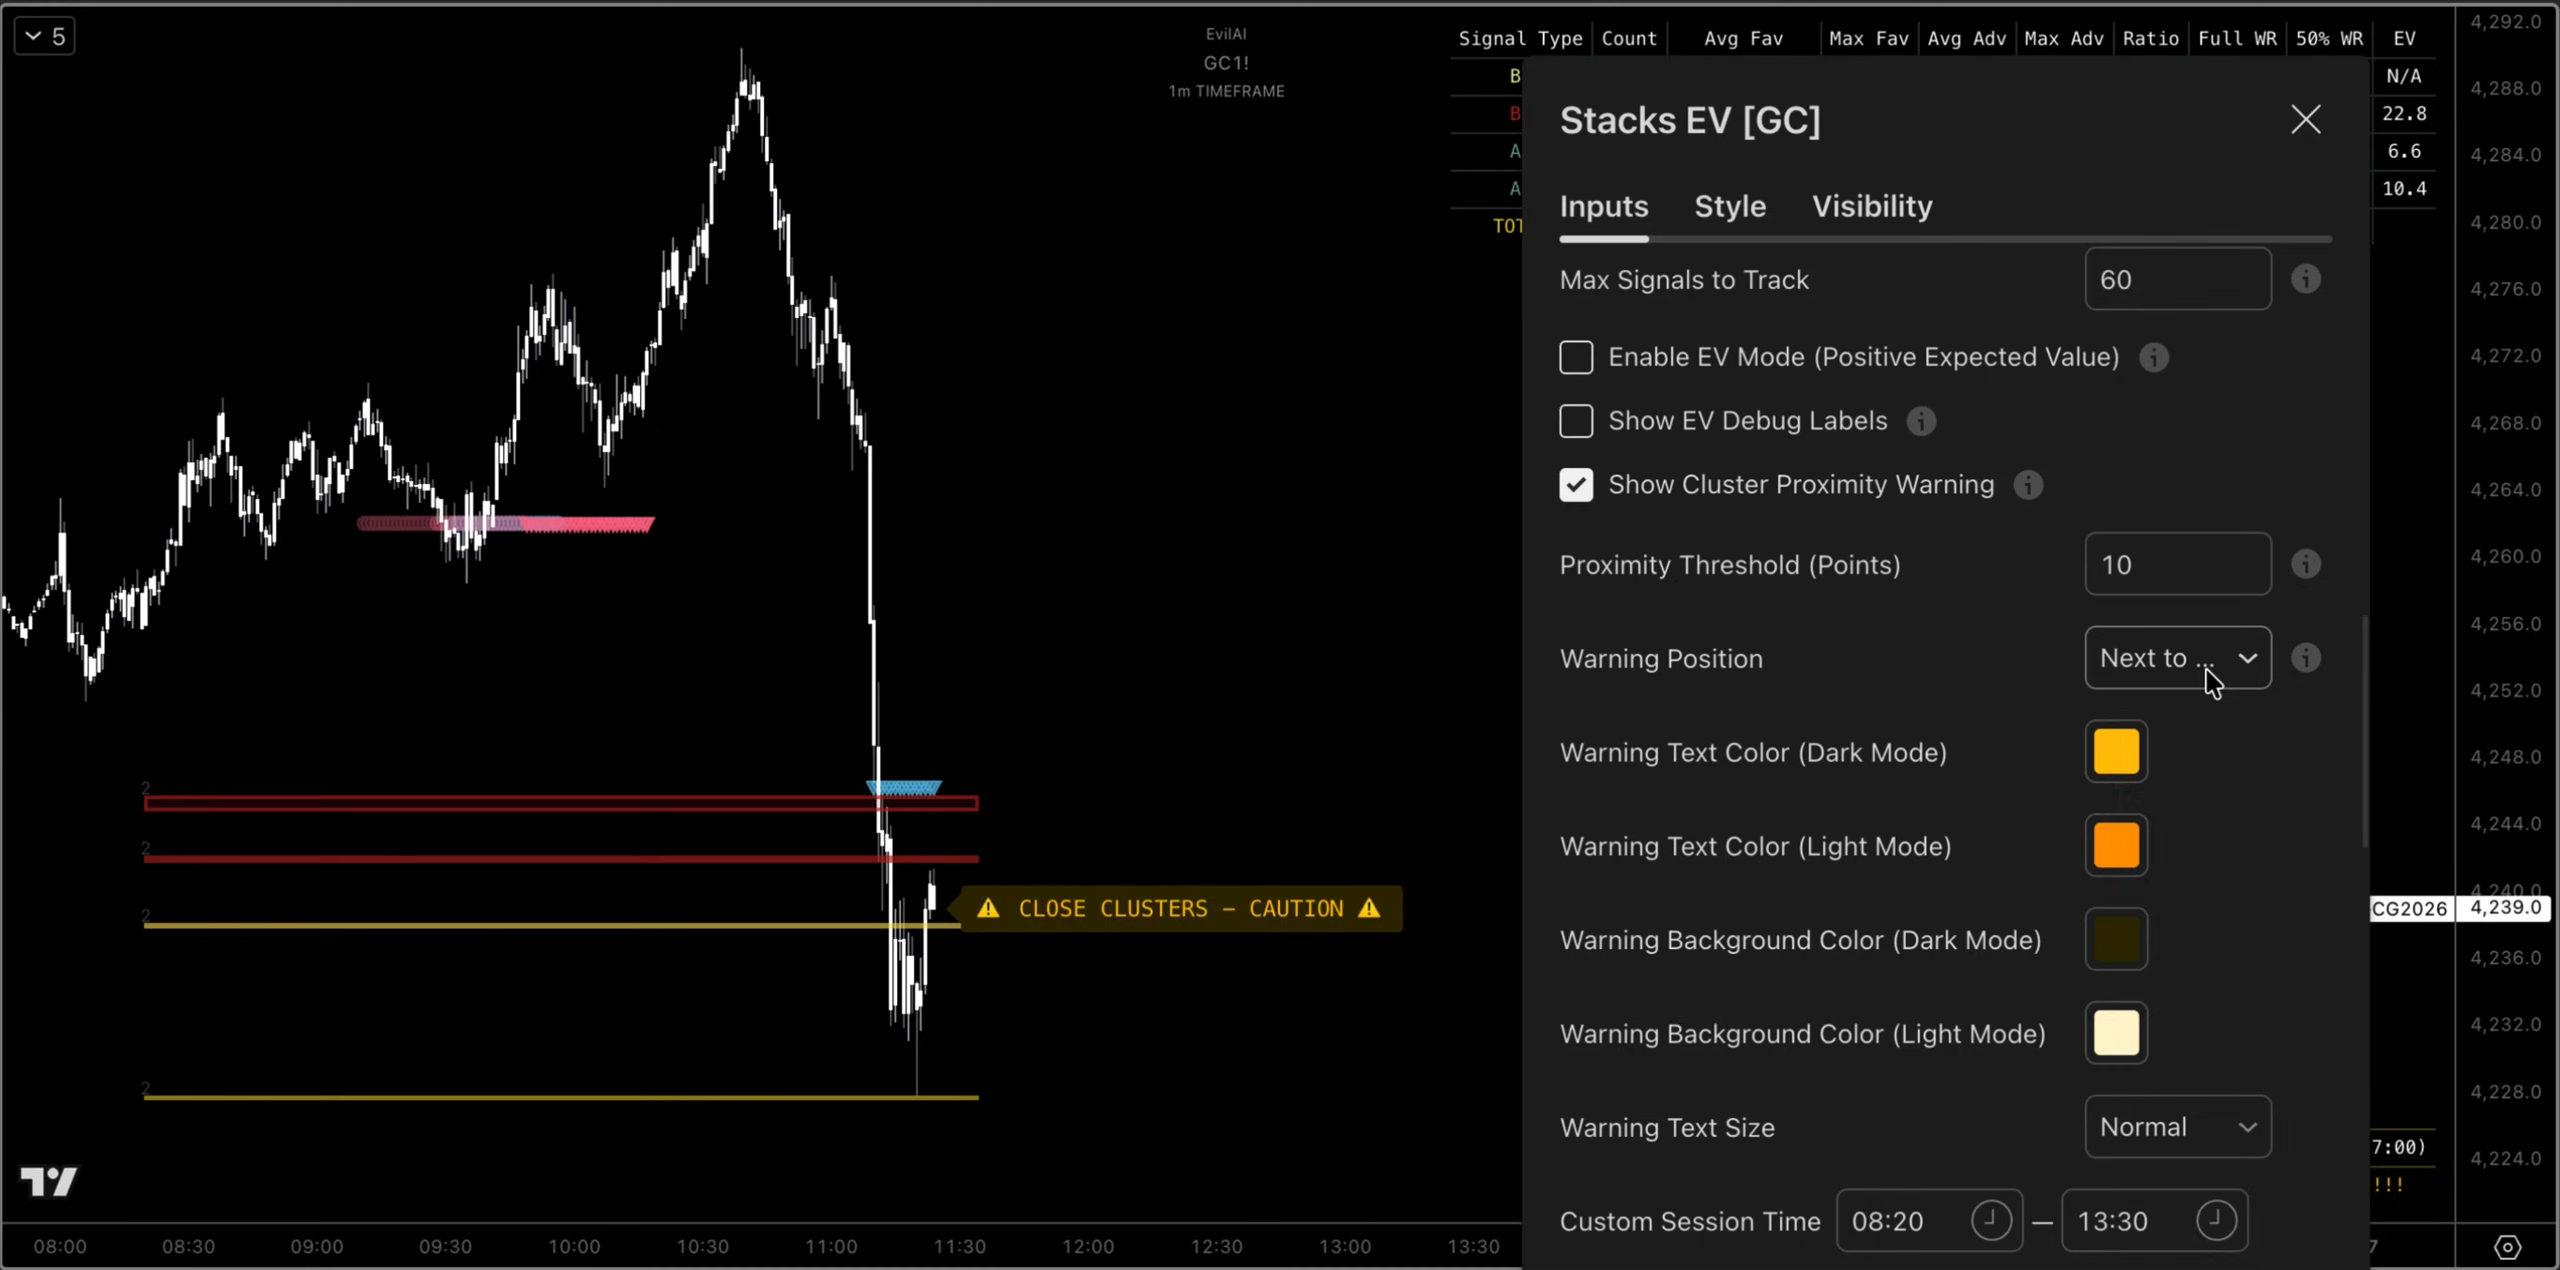 5
EvilAI
GC1!
1m TIMEFRAME
Signal Type Count Avg Fav Max Fav Avg Adv Max Adv Ratio Full WR 50% WR EV
B N/A
B 22.8
A 6.6
A 10.4
TOT
Stacks EV [GC]
Inputs Style Visibility
Max Signals to Track 60
Enable EV Mode (Positive Expected Value)
Show EV Debug Labels
Show Cluster Proximity Warning
Proximity Threshold (Points) 10
Warning Position Next to ...
Warning Text Color (Dark Mode)
Warning Text Color (Light Mode)
Warning Background Color (Dark Mode)
Warning Background Color (Light Mode)
Warning Text Size Normal
Custom Session Time 08:20 — 13:30
2
2
2
2
⚠ CLOSE CLUSTERS – CAUTION ⚠
4,292.0
4,288.0
4,284.0
4,280.0
4,276.0
4,272.0
4,268.0
4,264.0
4,260.0
4,256.0
4,252.0
4,248.0
4,244.0
4,240.0
CG2026 4,239.0
4,236.0
4,232.0
4,228.0
4,224.0
7:00)
!!!
08:00 08:30 09:00 09:30 10:00 10:30 11:00 11:30 12:00 12:30 13:00 13:30 7